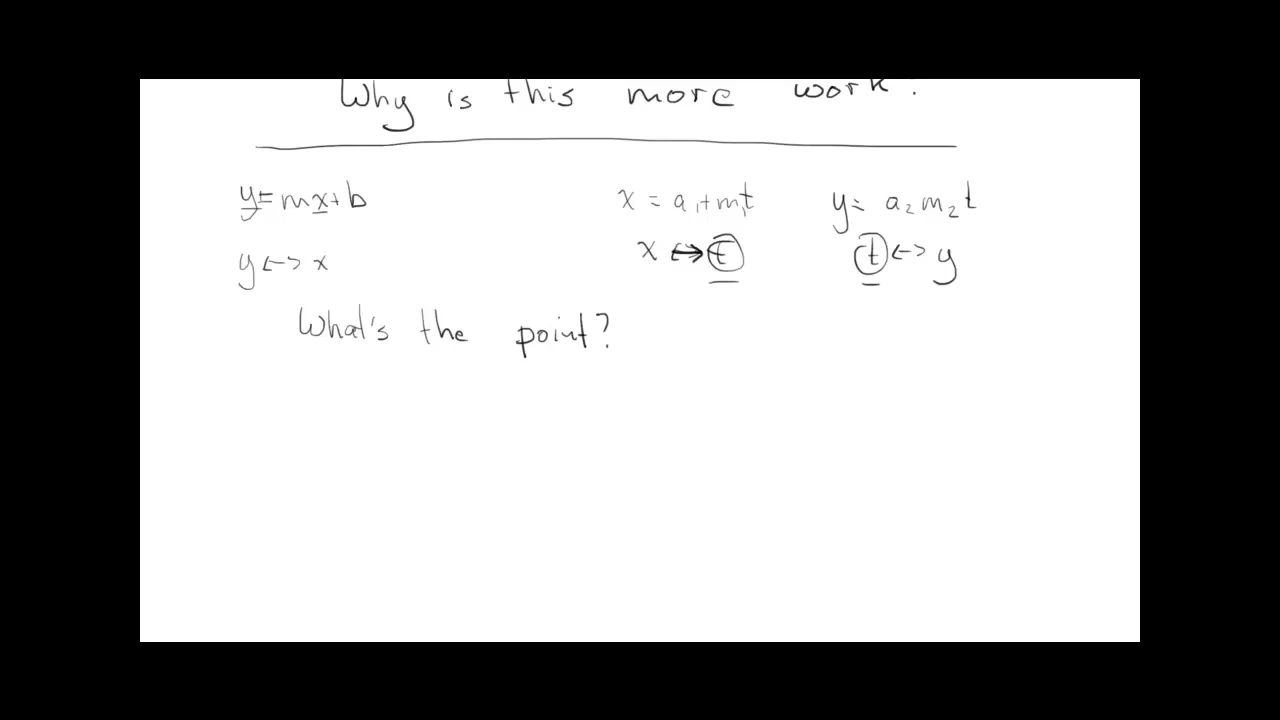 Why is this more work?
y=mx+b x = a₁+m₁t y= a₂m₂t
y<->x x<->t t<->y
What's the point?